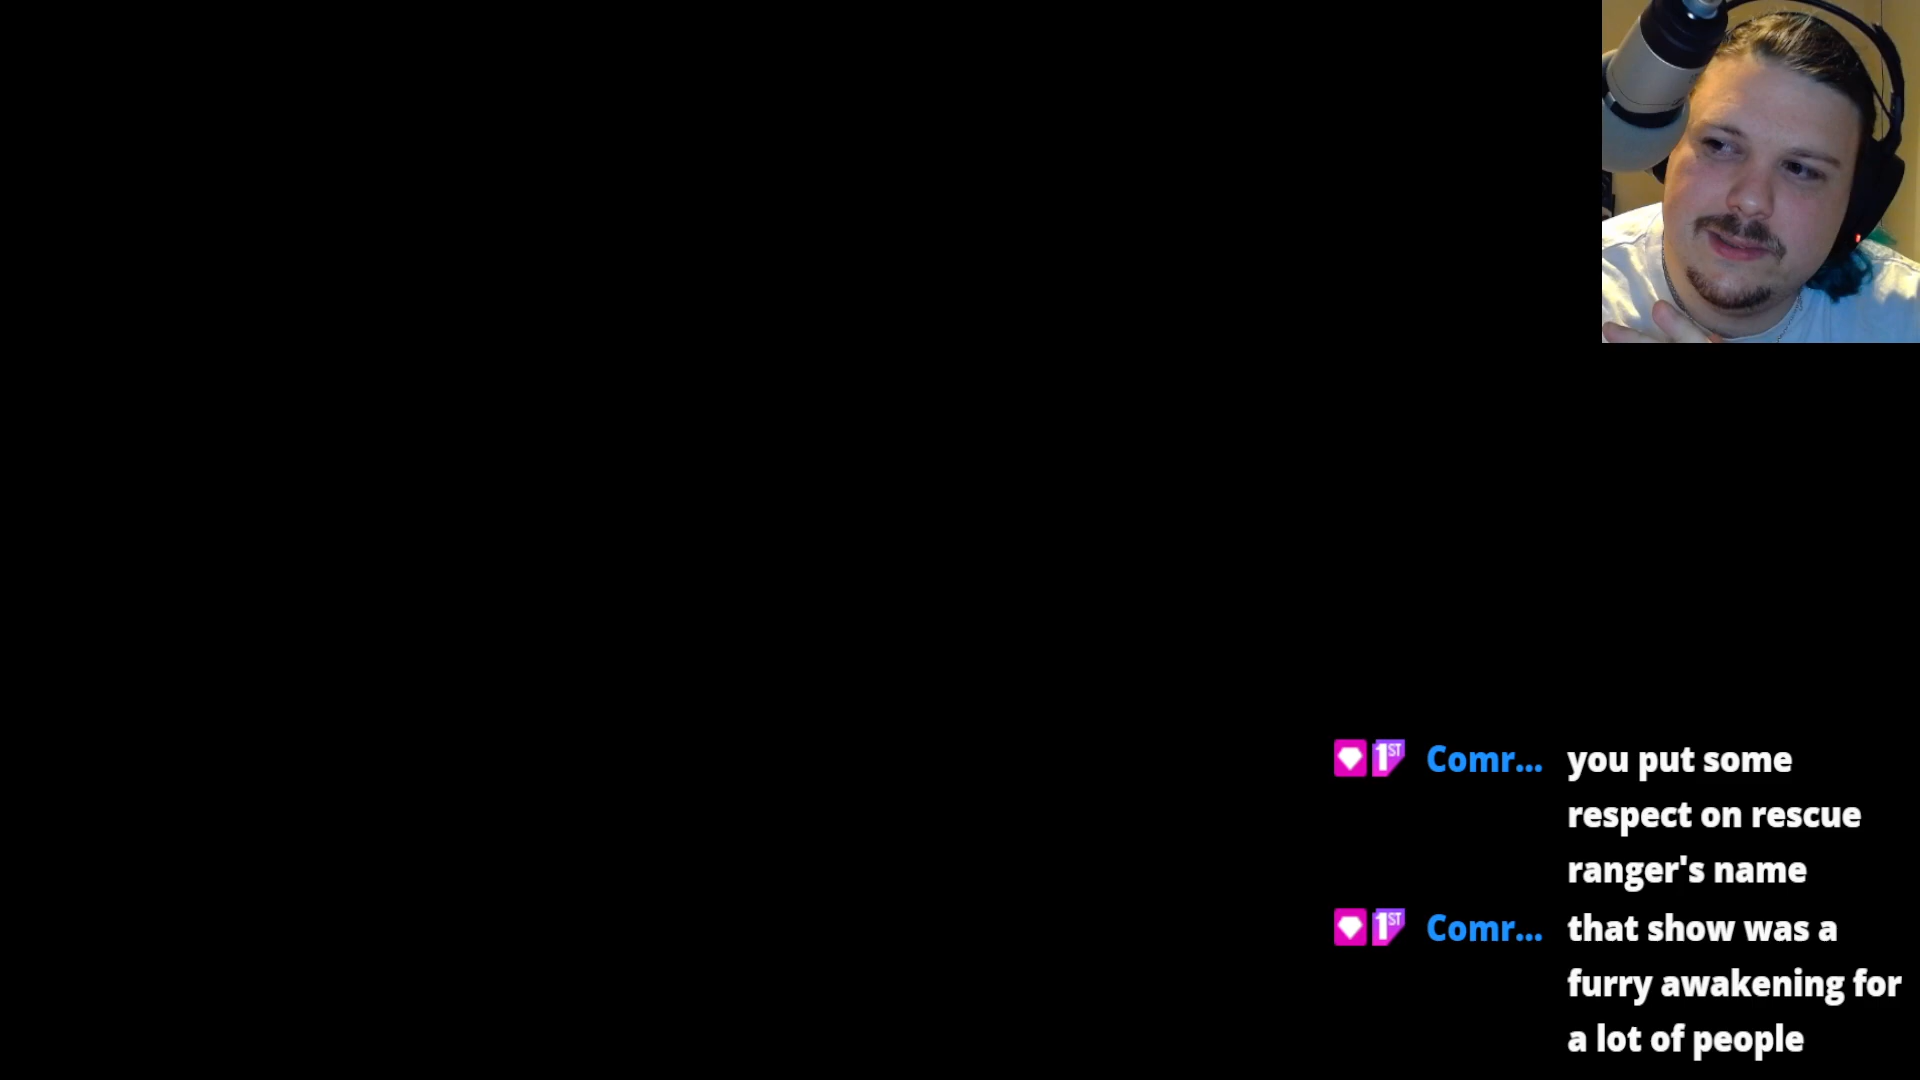 1ST Comr... you put some
respect on rescue
ranger's name
1ST Comr... that show was a
furry awakening for
a lot of people